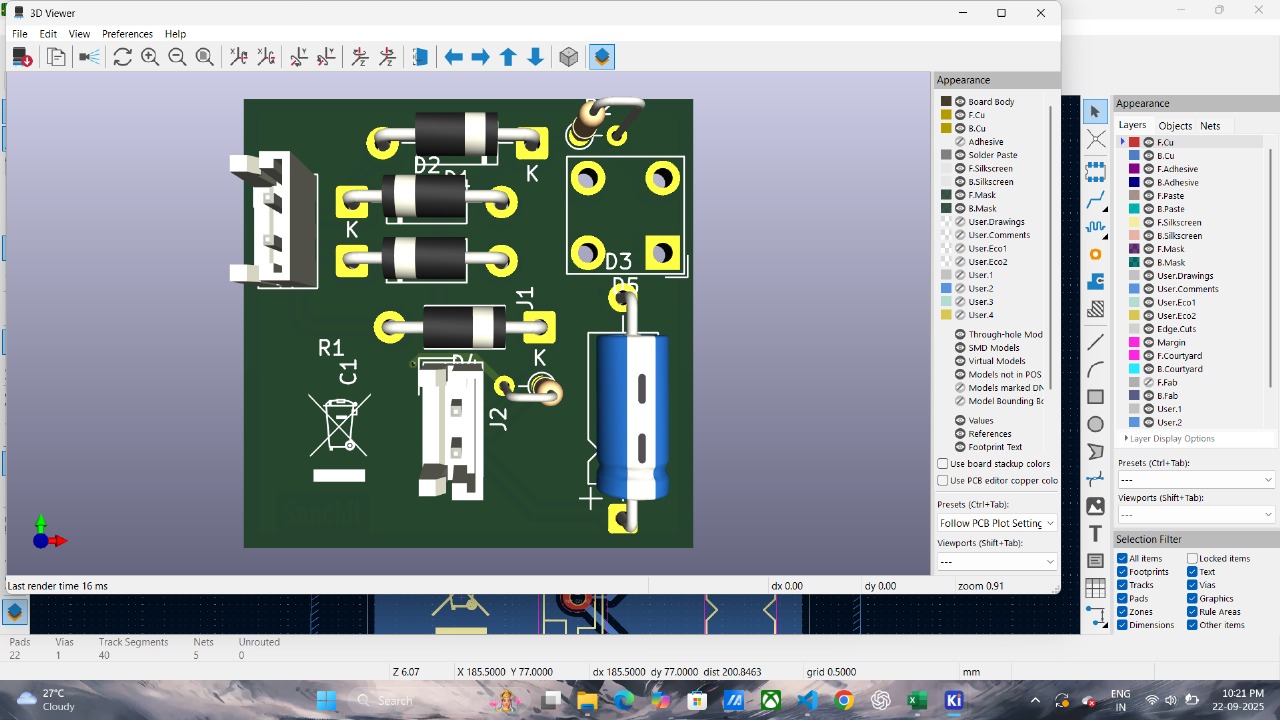 3D Viewer
File Edit View Preferences Help
Appearance
Board Body
F.Cu
B.Cu
Adhesive
Solder Paste
F.Silkscreen
B.Silkscreen
F.Mask
B.Mask
User.Drawings
User.Comments
User.Eco1
User.Eco2
User.1
User.2
User.3
User.4
Through-hole Mod
SMD Models
Virtual Models
Models not in POS
Models marked DN
Model Bounding Bo
Values
References
Footprint Text
Use board stackup colors
Use PCB editor copper colo
Presets (Ctrl+Tab):
Follow PCB Plot Setting
Viewports (Shift+Tab):
---
D2
K
K
D3
D5
J1
K
R1
C1
D4
J2
+
Last render time 16 ms
dx 0.00
dy 0.00
zoom 0.91
Appearance
Layers Objects Nets
F.Cu
B.Cu
F.Adhesive
B.Adhesive
F.Paste
B.Paste
F.Silkscreen
B.Silkscreen
F.Mask
B.Mask
User.Drawings
User.Comments
User.Eco1
User.Eco2
Edge.Cuts
Margin
F.Courtyard
B.Courtyard
F.Fab
B.Fab
User.1
User.2
Layer Display Options
Presets (Ctrl+Tab):
---
Viewports (Shift+Tab):
---
Selection Filter
All items Locked items
Footprints Text
Tracks Vias
Pads Graphics
Zones Rule Areas
Dimensions Other items
Pads Vias Track Segments Nets Unrouted
22 1 40 5 0
Z 6.07 X 185.5000 Y 77.0000 dx 185.5000 dy 77.0000 dist 200.8463 grid 0.5000 mm
27°C
Cloudy
Search
ENG
IN
10:21 PM
22-09-2025